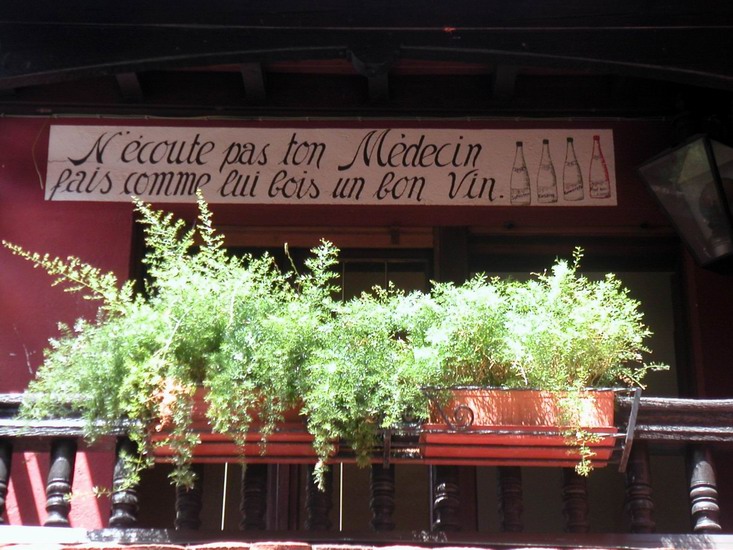 N'écoute pas ton Médecin
fais comme lui bois un bon Vin.